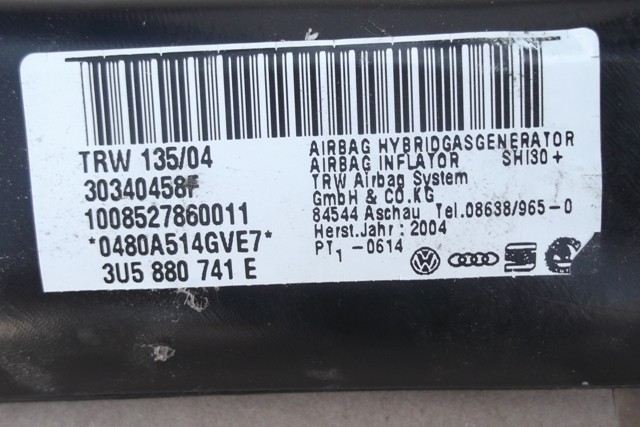 TRW 135/04
30340458F
1008527860011
*0480A514GVE7*
3U5 880 741 E
AIRBAG HYBRIDGASGENERATOR
AIRBAG INFLATOR SHI30+
TRW Airbag System
GmbH & CO.KG
84544 Aschau Tel.08638/965-0
Herst.Jahr: 2004
PT1-0614